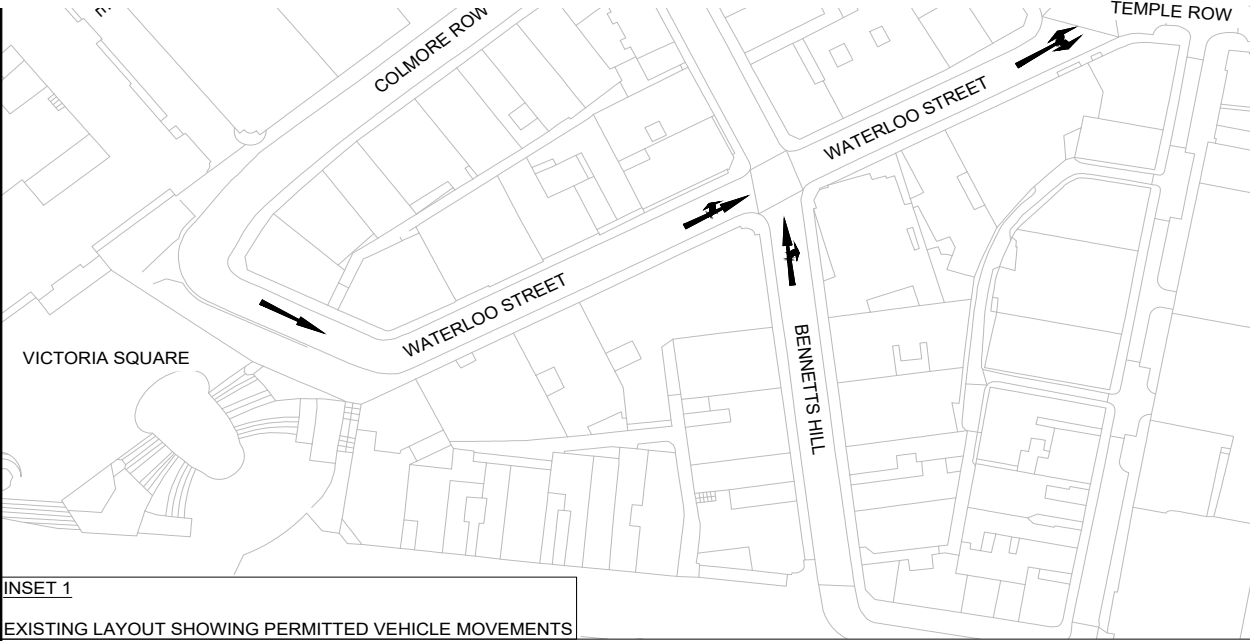 TEMPLE ROW
COLMORE ROW
WATERLOO STREET
WATERLOO STREET
VICTORIA SQUARE
BENNETTS HILL
INSET 1
EXISTING LAYOUT SHOWING PERMITTED VEHICLE MOVEMENTS